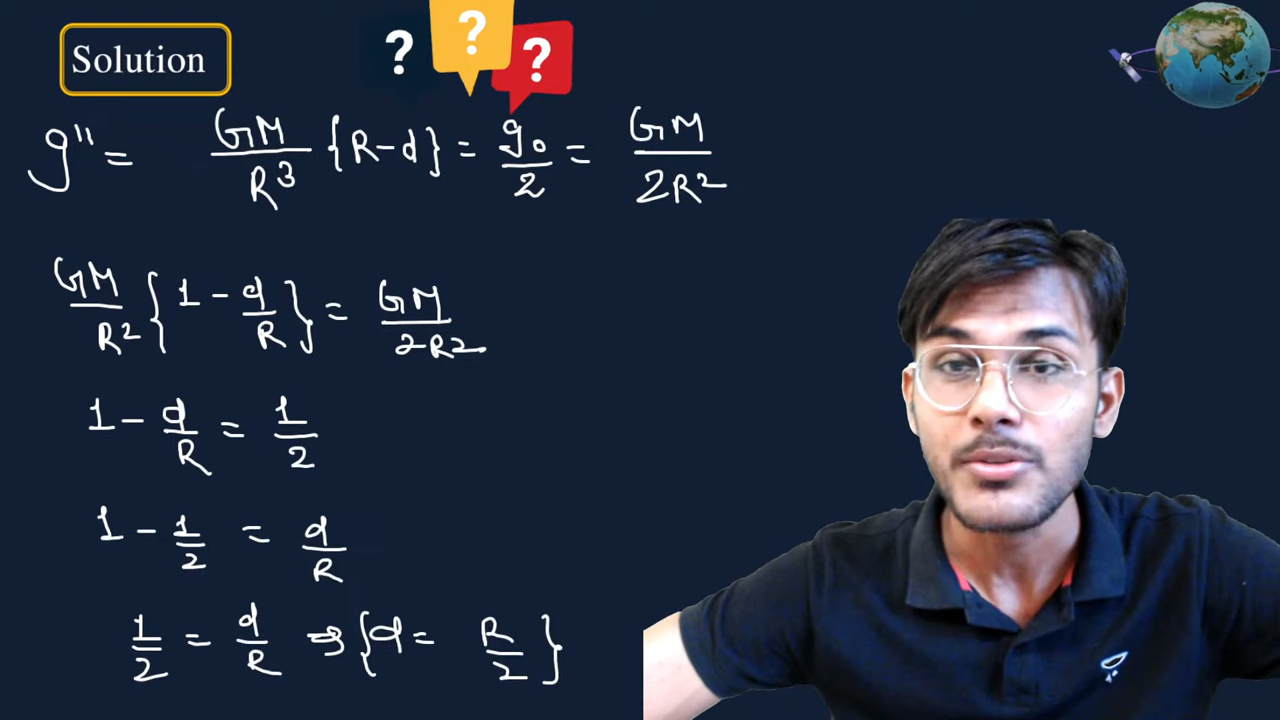 Solution
? ? ?
g'' = GM/R³ {R-d} = g₀/2 = GM/2R²
GM/R² {1 - d/R} = GM/2R²
1 - d/R = 1/2
1 - 1/2 = d/R
1/2 = d/R ⇒ {d = R/2}